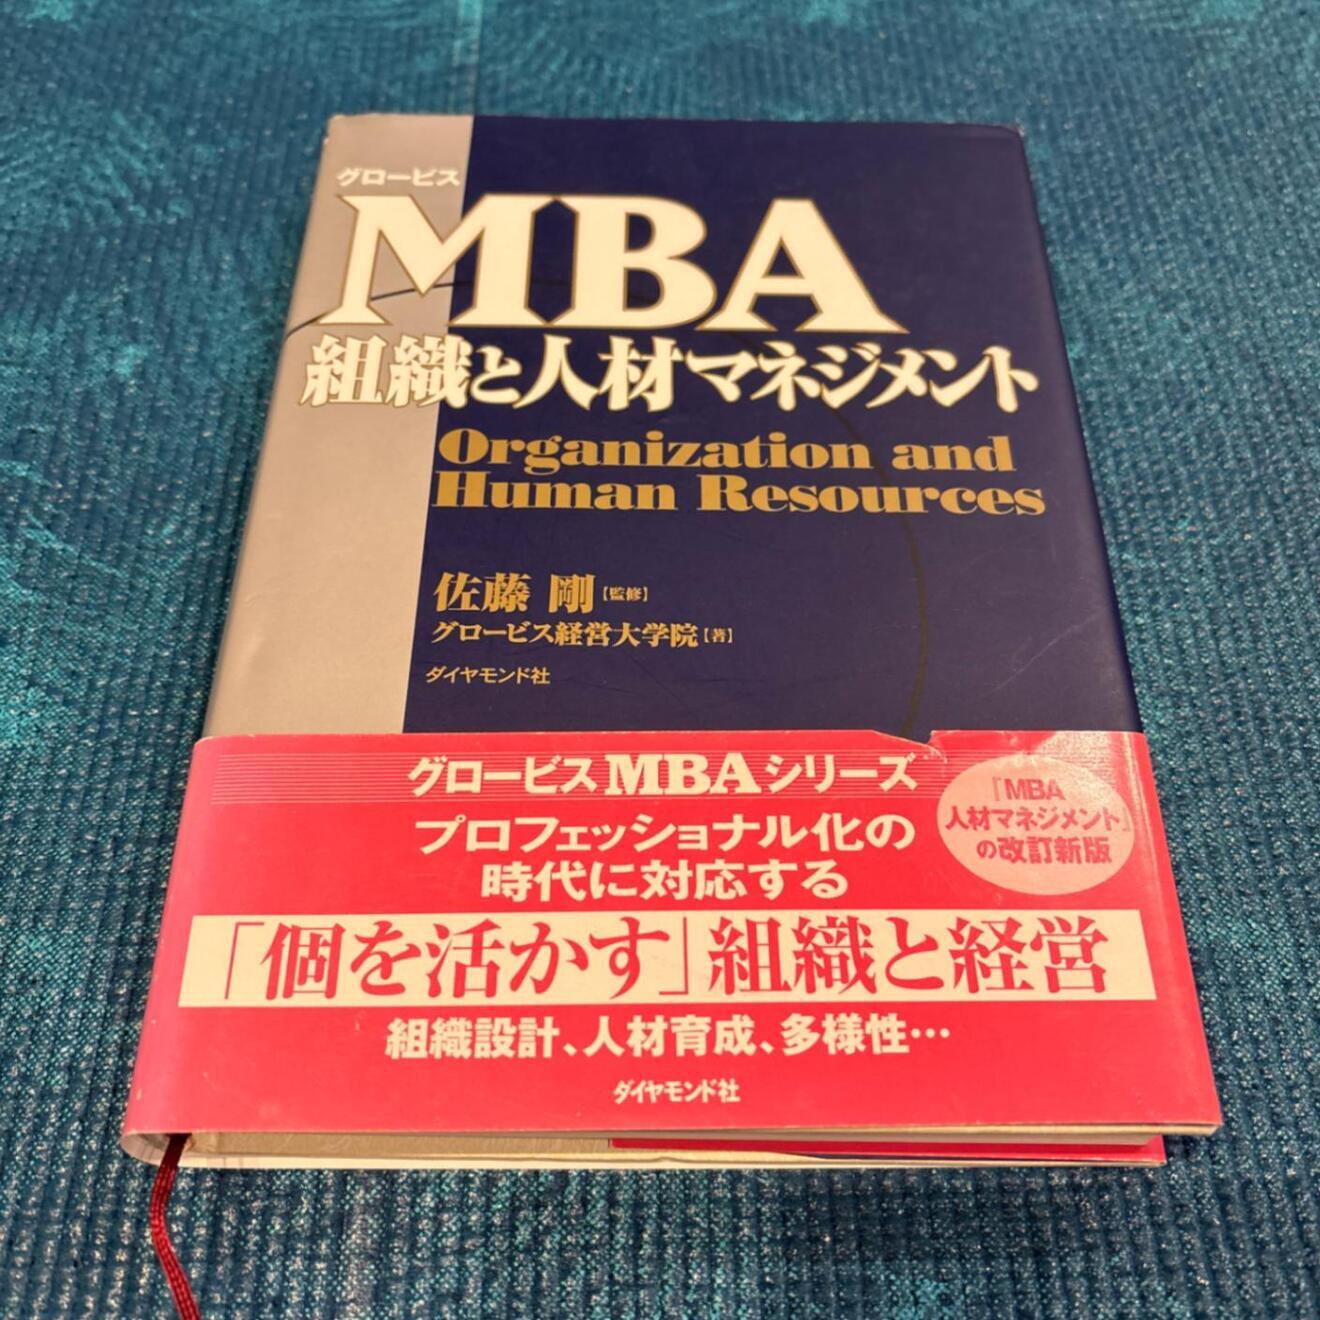 グロービス
MBA
組織と人材マネジメント
Organization and
Human Resources
佐藤 剛【監修】
グロービス経営大学院【著】
ダイヤモンド社
グロービスMBAシリーズ
プロフェッショナル化の
時代に対応する
「個を活かす」組織と経営
組織設計、人材育成、多様性…
ダイヤモンド社
『MBA
人材マネジメント』
の改訂新版